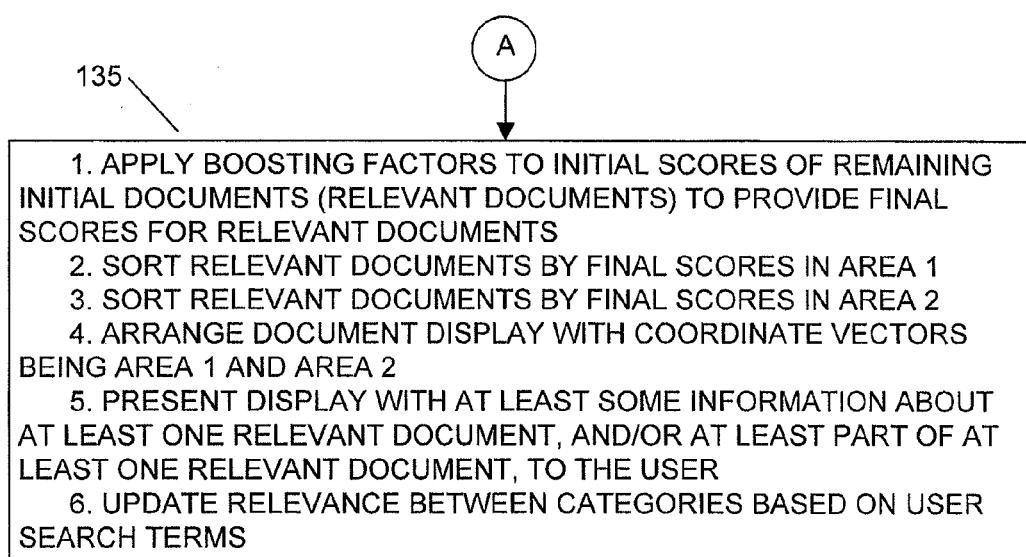 A
135
1. APPLY BOOSTING FACTORS TO INITIAL SCORES OF REMAINING
INITIAL DOCUMENTS (RELEVANT DOCUMENTS) TO PROVIDE FINAL
SCORES FOR RELEVANT DOCUMENTS
2. SORT RELEVANT DOCUMENTS BY FINAL SCORES IN AREA 1
3. SORT RELEVANT DOCUMENTS BY FINAL SCORES IN AREA 2
4. ARRANGE DOCUMENT DISPLAY WITH COORDINATE VECTORS
BEING AREA 1 AND AREA 2
5. PRESENT DISPLAY WITH AT LEAST SOME INFORMATION ABOUT
AT LEAST ONE RELEVANT DOCUMENT, AND/OR AT LEAST PART OF AT
LEAST ONE RELEVANT DOCUMENT, TO THE USER
6. UPDATE RELEVANCE BETWEEN CATEGORIES BASED ON USER
SEARCH TERMS